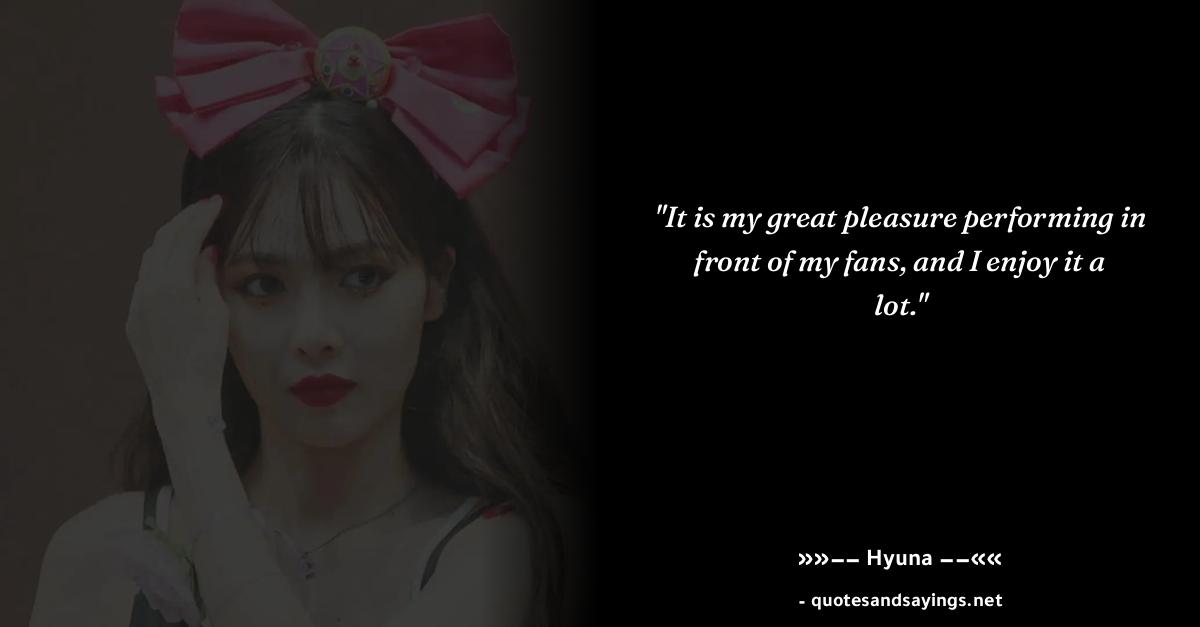 "It is my great pleasure performing in
front of my fans, and I enjoy it a
lot."
»»−− Hyuna −−««
- quotesandsayings.net